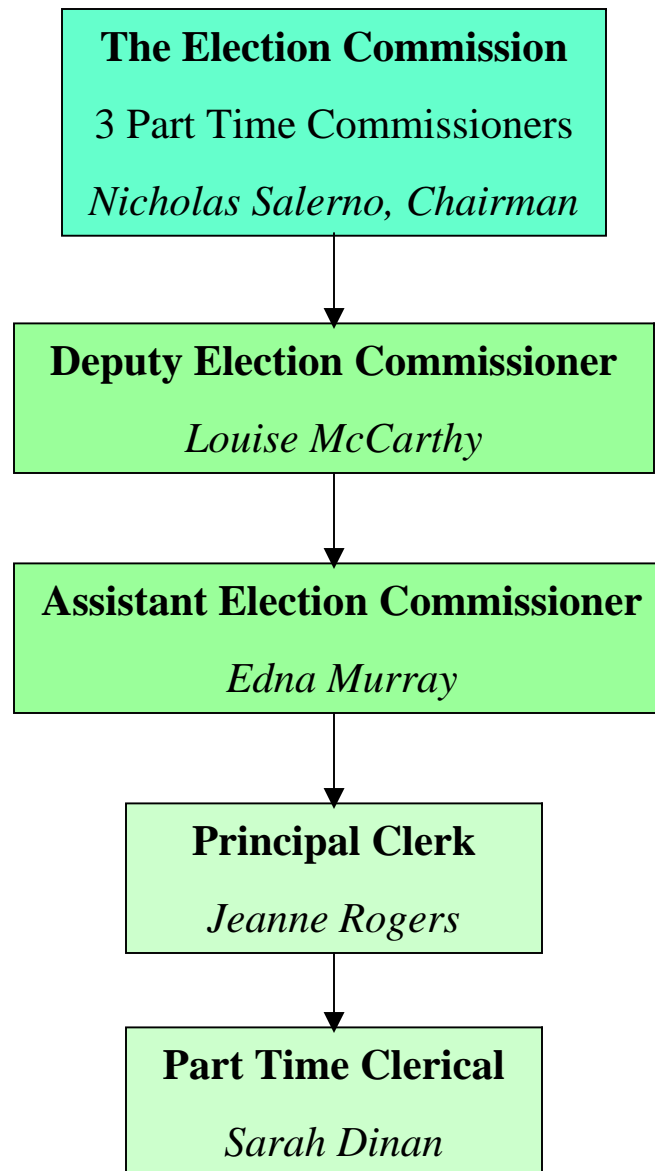 The Election Commission
3 Part Time Commissioners
Nicholas Salerno, Chairman
Deputy Election Commissioner
Louise McCarthy
Assistant Election Commissioner
Edna Murray
Principal Clerk
Jeanne Rogers
Part Time Clerical
Sarah Dinan